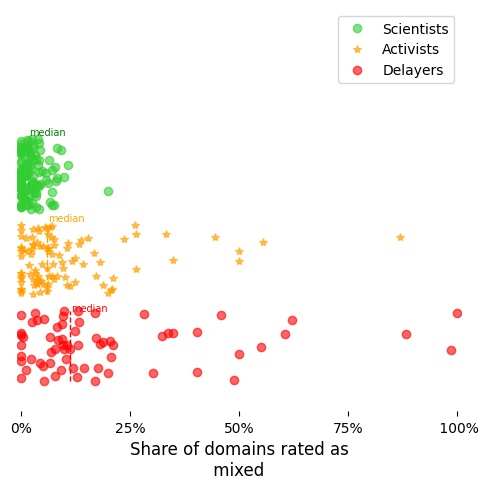 Scientists
Activists
Delayers
median
median
median
0%
25%
50%
75%
100%
Share of domains rated as
mixed